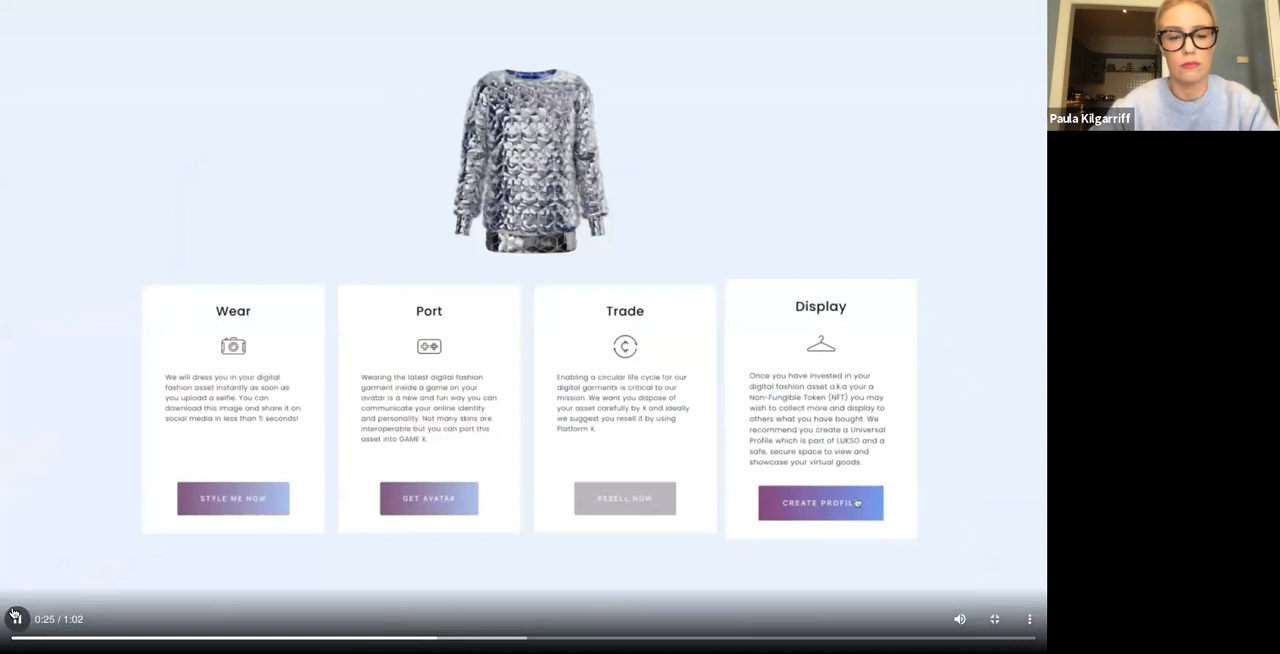 Paula Kilgarriff
Wear
We will dress you in your digital
fashion asset instantly as soon as
you upload a selfie. You can
download this image and share it on
social media in less than 5 seconds!
STYLE ME NOW
Port
Wearing the latest digital fashion
garment inside a game on your
avatar is a new and fun way you can
communicate your online identity
and personality. Not many skins are
interoperable but you can port this
asset into GAME X.
GET AVATAR
Trade
Enabling a circular life cycle for our
digital garments is critical to our
mission. We want you dispose of
your asset carefully by X and ideally
we suggest you resell it by using
Platform X.
RESELL NOW
Display
Once you have invested in your
digital fashion asset a.k.a your a
Non-Fungible Token (NFT) you may
wish to collect more and display to
others what you have bought. We
recommend you create a Universal
Profile which is part of LUKSO and a
safe, secure space to view and
showcase your virtual goods.
CREATE PROFILE
0:25 / 1:02